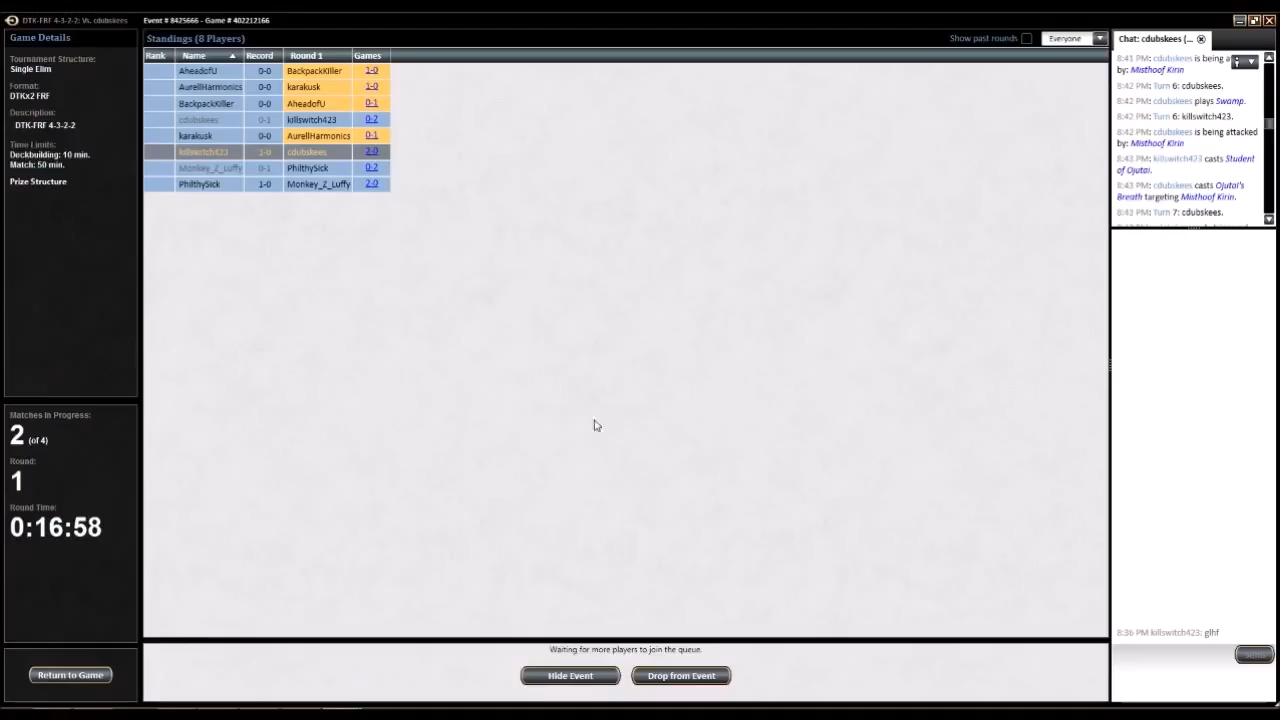 DTK-FRF 4-3-2-2: Vs. cdubskees
Event # 8425666 - Game # 402212166
Game Details
Tournament Structure:
Single Elim
Format:
DTKx2 FRF
Description:
DTK-FRF 4-3-2-2
Time Limits:
Deckbuilding: 10 min.
Match: 50 min.
Prize Structure
Matches In Progress:
2 (of 4)
Round:
1
Round Time:
0:16:58
Return to Game
Standings (8 Players)
Show past rounds
Everyone
Rank Name Record Round 1 Games
AheadofU 0-0 BackpackKiller 1-0
AurellHarmonics 0-0 karakusk 1-0
BackpackKiller 0-0 AheadofU 0-1
cdubskees 0-1 killswitch423 0-2
karakusk 0-0 AurellHarmonics 0-1
killswitch423 1-0 cdubskees 2-0
Monkey_Z_Luffy 0-1 PhilthySick 0-2
PhilthySick 1-0 Monkey_Z_Luffy 2-0
Waiting for more players to join the queue.
Hide Event
Drop from Event
Chat: cdubskees (...
8:41 PM: cdubskees is being
by: Misthoof Kirin
8:42 PM: Turn 6: cdubskees.
8:42 PM: cdubskees plays Swamp.
8:42 PM: Turn 6: killswitch423.
8:42 PM: cdubskees is being attacked
by: Misthoof Kirin
8:43 PM: killswitch423 casts Student
of Ojutai.
8:43 PM: cdubskees casts Ojutai's
Breath targeting Misthoof Kirin.
8:43 PM: Turn 7: cdubskees.
8:36 PM killswitch423: glhf
Send